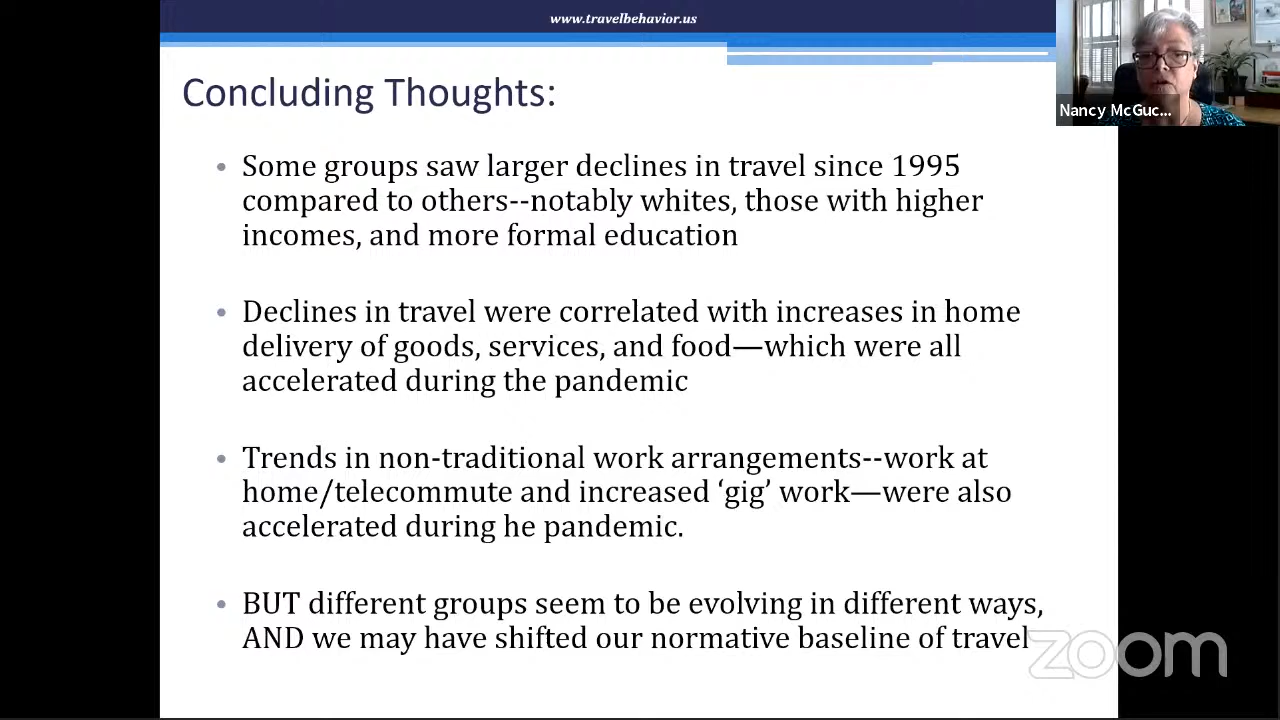 www.travelbehavior.us
Nancy McGuc...
Concluding Thoughts:
• Some groups saw larger declines in travel since 1995
compared to others--notably whites, those with higher
incomes, and more formal education
• Declines in travel were correlated with increases in home
delivery of goods, services, and food—which were all
accelerated during the pandemic
• Trends in non-traditional work arrangements--work at
home/telecommute and increased ‘gig’ work—were also
accelerated during he pandemic.
• BUT different groups seem to be evolving in different ways,
AND we may have shifted our normative baseline of travel
zoom